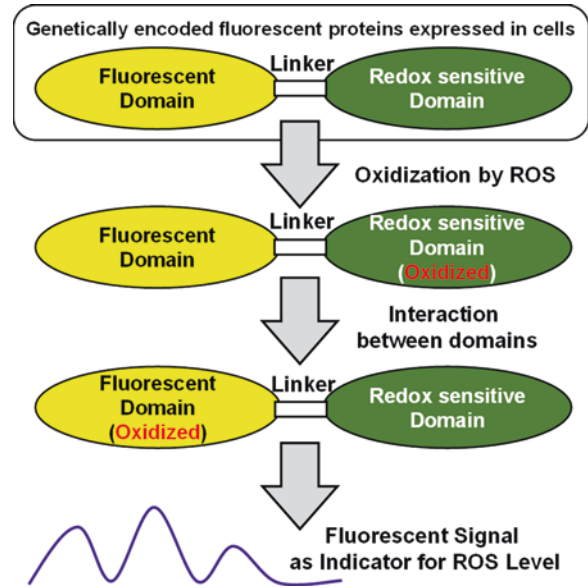 Genetically encoded fluorescent proteins expressed in cells
Linker
Fluorescent
Domain
Redox sensitive
Domain
Oxidization by ROS
Linker
Fluorescent
Domain
Redox sensitive
Domain
(Oxidized)
Interaction
between domains
Linker
Fluorescent
Domain
(Oxidized)
Redox sensitive
Domain
Fluorescent Signal
as Indicator for ROS Level